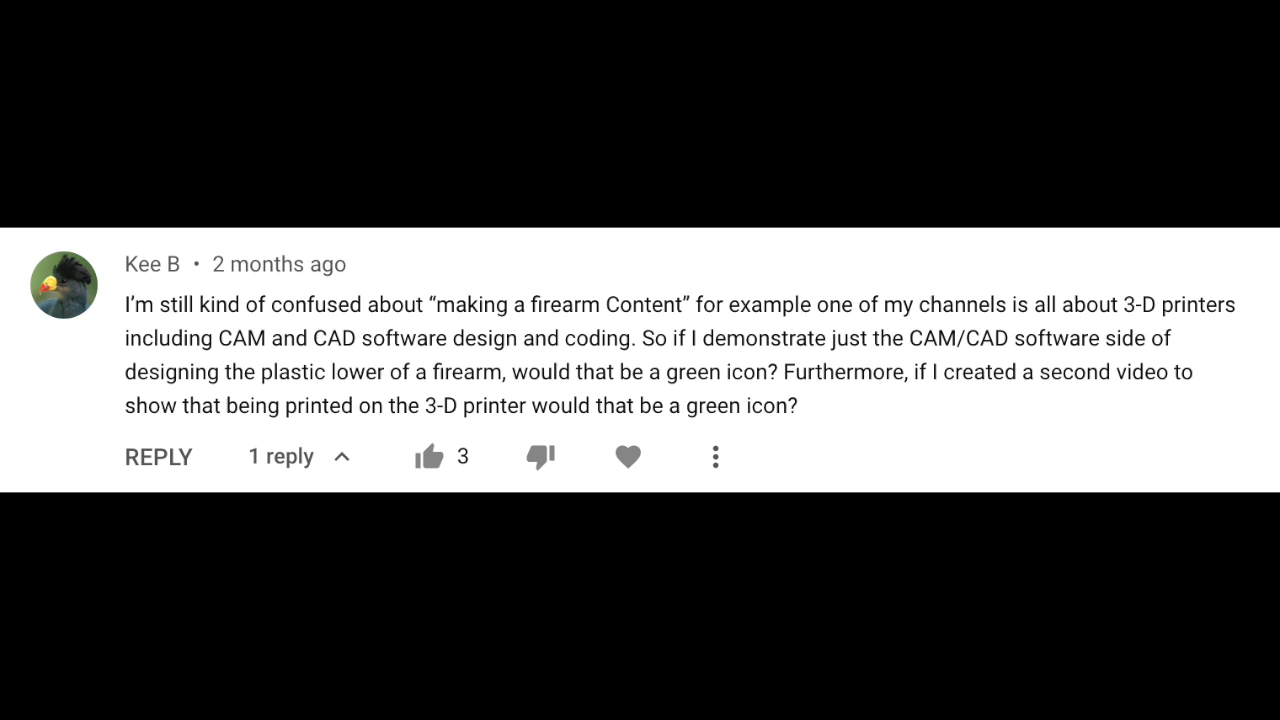 Kee B • 2 months ago
I’m still kind of confused about “making a firearm Content” for example one of my channels is all about 3-D printers
including CAM and CAD software design and coding. So if I demonstrate just the CAM/CAD software side of
designing the plastic lower of a firearm, would that be a green icon? Furthermore, if I created a second video to
show that being printed on the 3-D printer would that be a green icon?
REPLY 1 reply 3